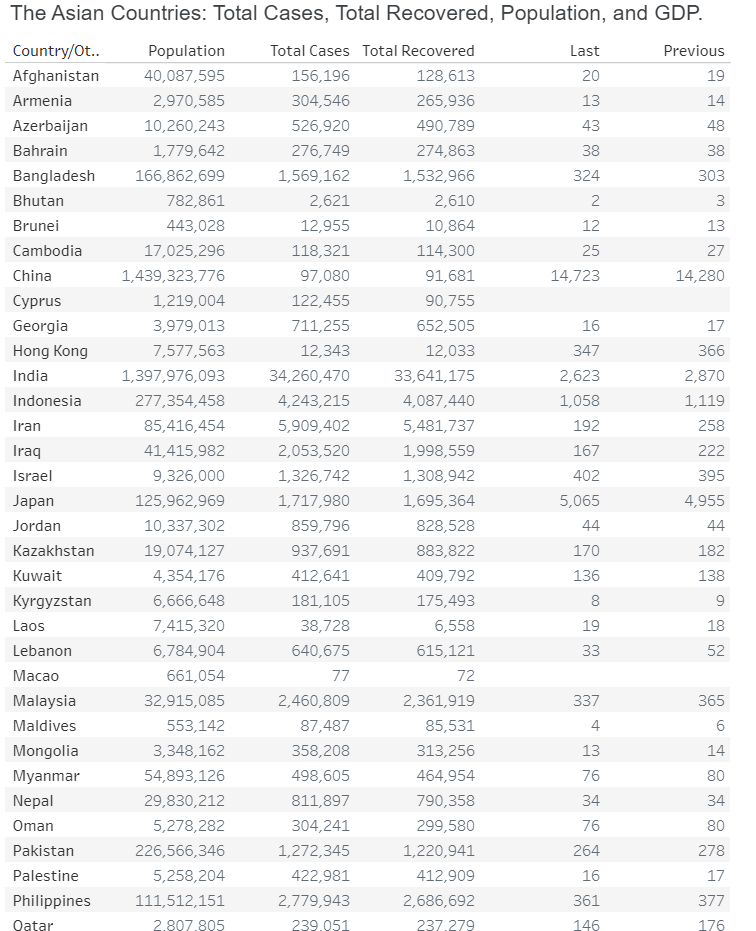 The Asian Countries: Total Cases, Total Recovered, Population, and GDP.
Country/Ot.. Population Total Cases Total Recovered Last Previous
Afghanistan 40,087,595 156,196 128,613 20 19
Armenia 2,970,585 304,546 265,936 13 14
Azerbaijan 10,260,243 526,920 490,789 43 48
Bahrain 1,779,642 276,749 274,863 38 38
Bangladesh 166,862,699 1,569,162 1,532,966 324 303
Bhutan 782,861 2,621 2,610 2 3
Brunei 443,028 12,955 10,864 12 13
Cambodia 17,025,296 118,321 114,300 25 27
China 1,439,323,776 97,080 91,681 14,723 14,280
Cyprus 1,219,004 122,455 90,755
Georgia 3,979,013 711,255 652,505 16 17
Hong Kong 7,577,563 12,343 12,033 347 366
India 1,397,976,093 34,260,470 33,641,175 2,623 2,870
Indonesia 277,354,458 4,243,215 4,087,440 1,058 1,119
Iran 85,416,454 5,909,402 5,481,737 192 258
Iraq 41,415,982 2,053,520 1,998,559 167 222
Israel 9,326,000 1,326,742 1,308,942 402 395
Japan 125,962,969 1,717,980 1,695,364 5,065 4,955
Jordan 10,337,302 859,796 828,528 44 44
Kazakhstan 19,074,127 937,691 883,822 170 182
Kuwait 4,354,176 412,641 409,792 136 138
Kyrgyzstan 6,666,648 181,105 175,493 8 9
Laos 7,415,320 38,728 6,558 19 18
Lebanon 6,784,904 640,675 615,121 33 52
Macao 661,054 77 72
Malaysia 32,915,085 2,460,809 2,361,919 337 365
Maldives 553,142 87,487 85,531 4 6
Mongolia 3,348,162 358,208 313,256 13 14
Myanmar 54,893,126 498,605 464,954 76 80
Nepal 29,830,212 811,897 790,358 34 34
Oman 5,278,282 304,241 299,580 76 80
Pakistan 226,566,346 1,272,345 1,220,941 264 278
Palestine 5,258,204 422,981 412,909 16 17
Philippines 111,512,151 2,779,943 2,686,692 361 377
Qatar 2,807,805 239,051 237,279 146 176